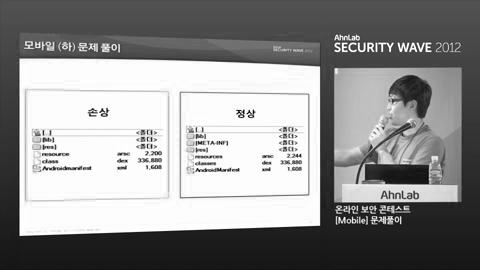 모바일 (하) 문제 풀이
SECURITY WAVE 2012
손상
[..] <폴더>
[lib] <폴더>
[res] <폴더>
resource arsc 2,200
class dex 336,880
Androidmanifest xml 1,608
정상
[..] <폴더>
[lib] <폴더>
[META-INF] <폴더>
[res] <폴더>
resources arsc 2,244
classes dex 336,880
AndroidManifest xml 1,608
AhnLab
SECURITY WAVE 2012
AhnLab
온라인 보안 콘테스트
[Mobile] 문제풀이